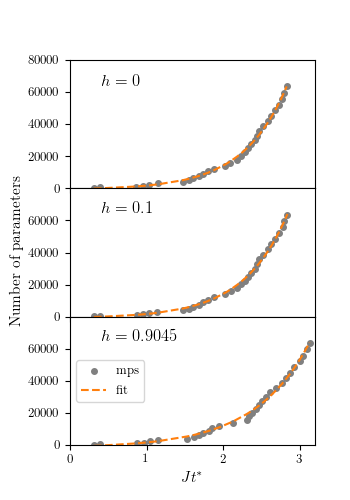 80000
60000
40000
20000
0
h = 0
60000
40000
20000
0
h = 0.1
60000
40000
20000
0
h = 0.9045
mps
fit
0 1 2 3
Jt*
Number of parameters